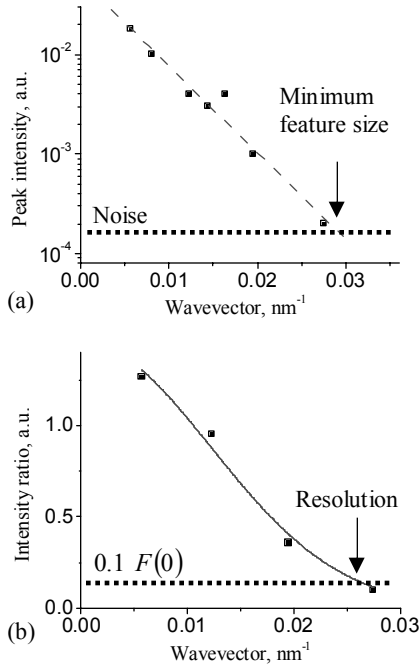 10⁻²
10⁻³
10⁻⁴
Peak intensity, a.u.
Minimum
feature size
Noise
0.00 0.01 0.02 0.03
Wavevector, nm⁻¹
(a)
1.0
0.5
0.0
Intensity ratio, a.u.
Resolution
0.1 F(0)
0.00 0.01 0.02 0.03
Wavevector, nm⁻¹
(b)